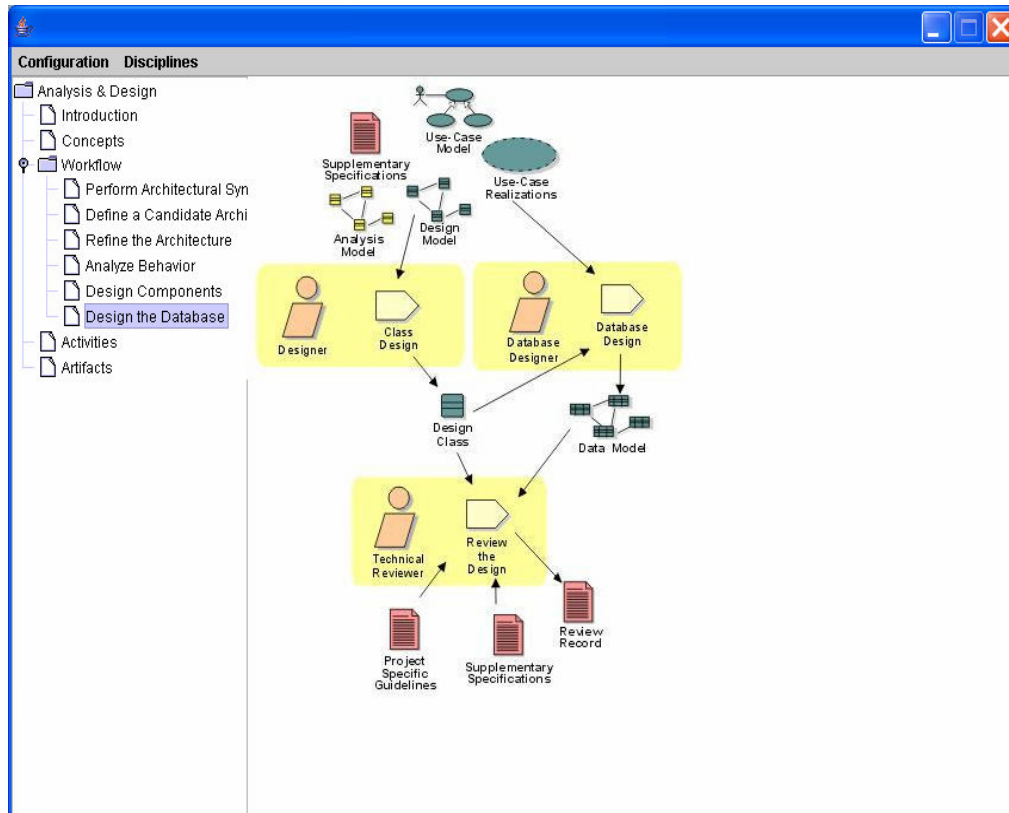 Configuration Disciplines
Analysis & Design
Introduction
Concepts
Workflow
Perform Architectural Syn
Define a Candidate Archi
Refine the Architecture
Analyze Behavior
Design Components
Design the Database
Activities
Artifacts
Use-Case
Model
Supplementary
Specifications
Use-Case
Realizations
Analysis
Model
Design
Model
Designer
Class
Design
Database
Designer
Database
Design
Design
Class
Data Model
Technical
Reviewer
Review
the
Design
Project
Specific
Guidelines
Supplementary
Specifications
Review
Record